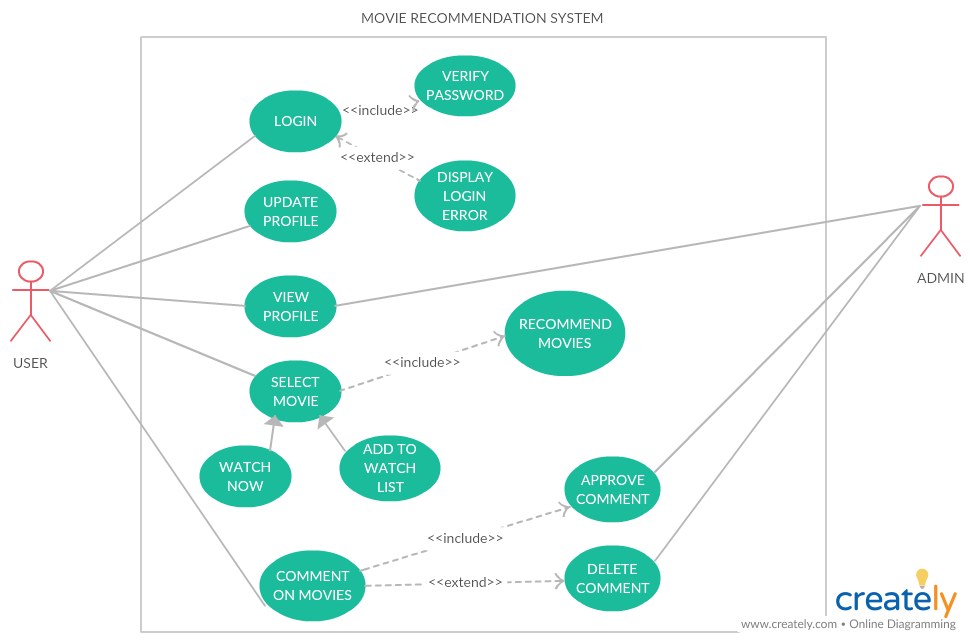 MOVIE RECOMMENDATION SYSTEM
VERIFY
PASSWORD
LOGIN
<<include>>
<<extend>>
DISPLAY
LOGIN
ERROR
UPDATE
PROFILE
ADMIN
VIEW
PROFILE
RECOMMEND
MOVIES
USER
<<include>>
SELECT
MOVIE
ADD TO
WATCH
LIST
WATCH
NOW
APPROVE
COMMENT
<<include>>
COMMENT
ON MOVIES
<<extend>>
DELETE
COMMENT
creately
www.creately.com • Online Diagramming